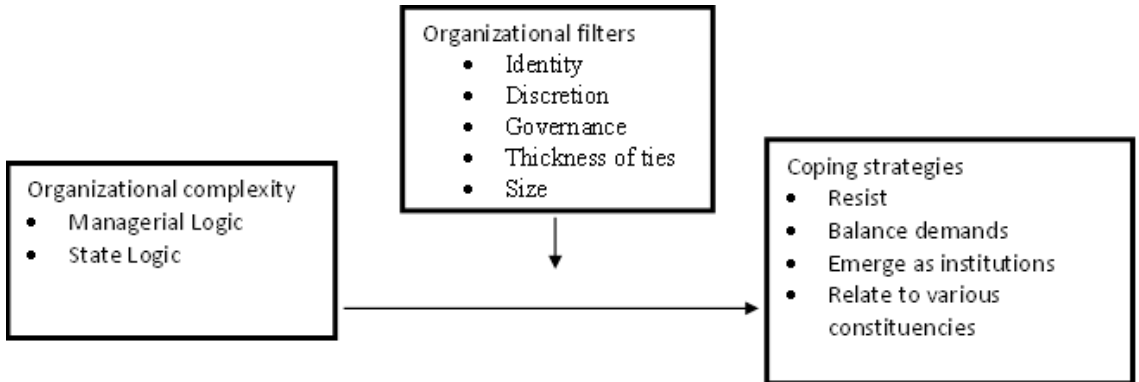 Organizational filters
• Identity
• Discretion
• Governance
• Thickness of ties
• Size
Organizational complexity
• Managerial Logic
• State Logic
Coping strategies
• Resist
• Balance demands
• Emerge as institutions
• Relate to various
constituencies